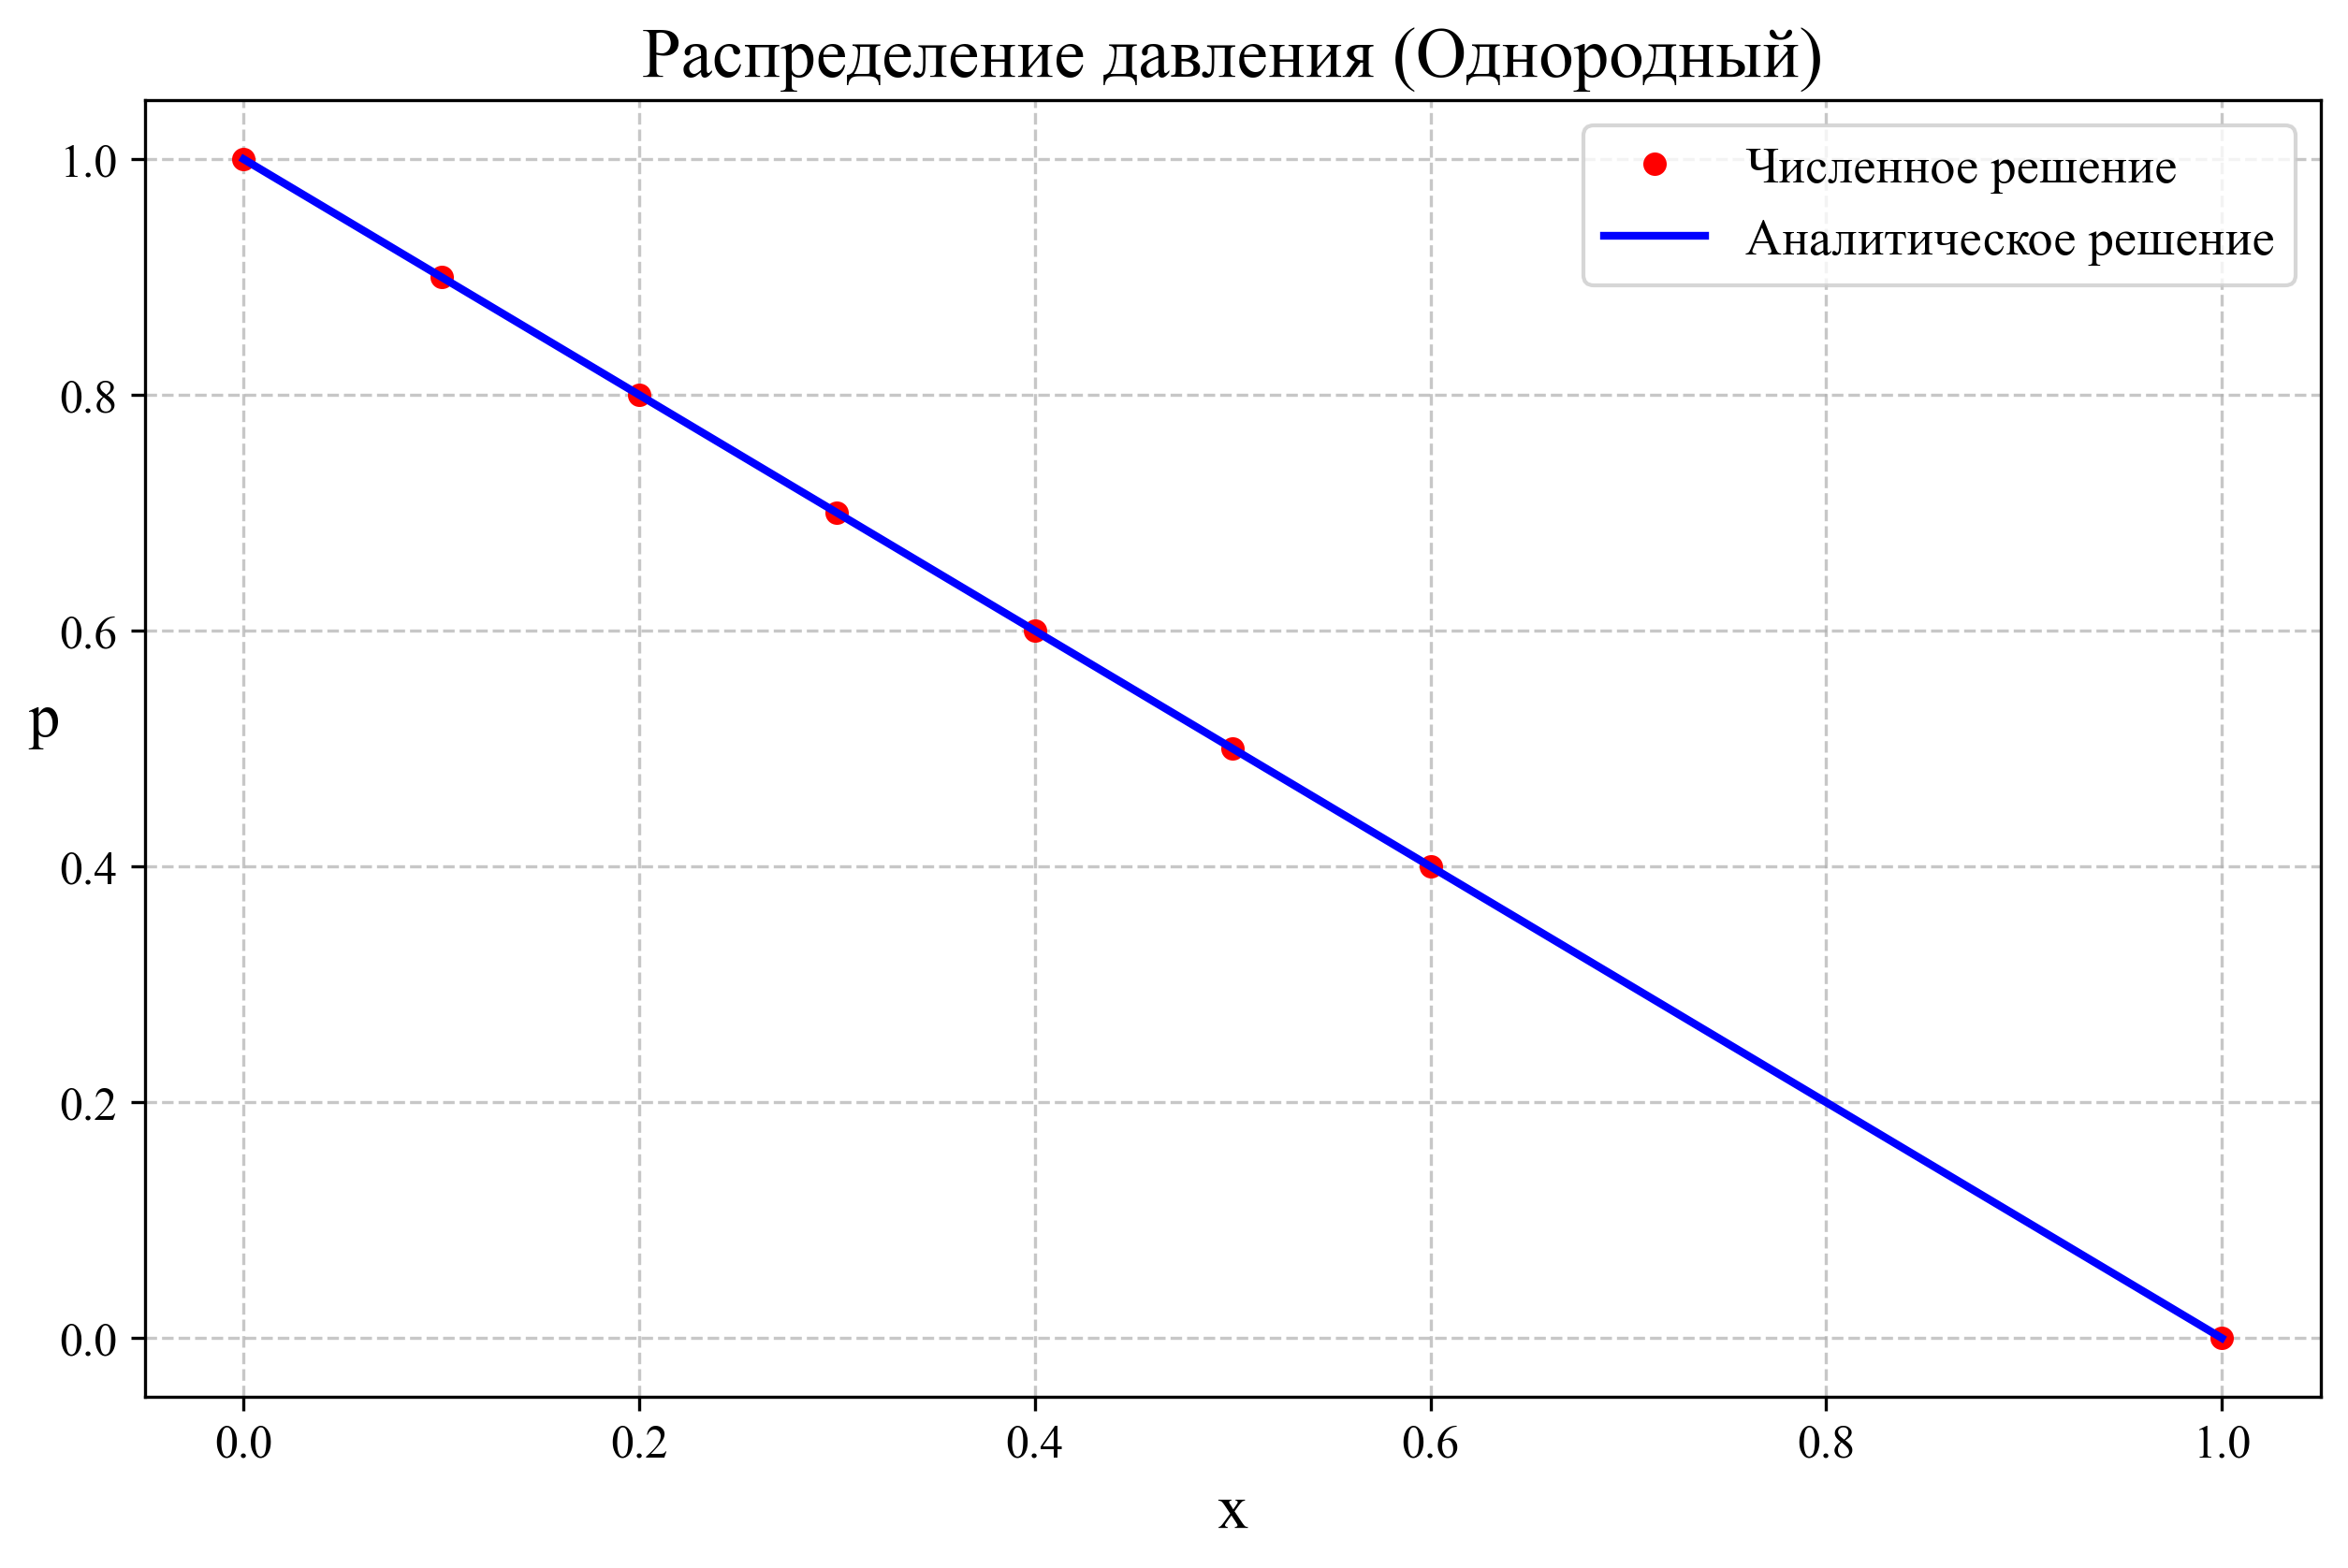 Распределение давления (Однородный)
Численное решение
Аналитическое решение
1.0
0.8
0.6
p
0.4
0.2
0.0
0.0 0.2 0.4 0.6 0.8 1.0
x